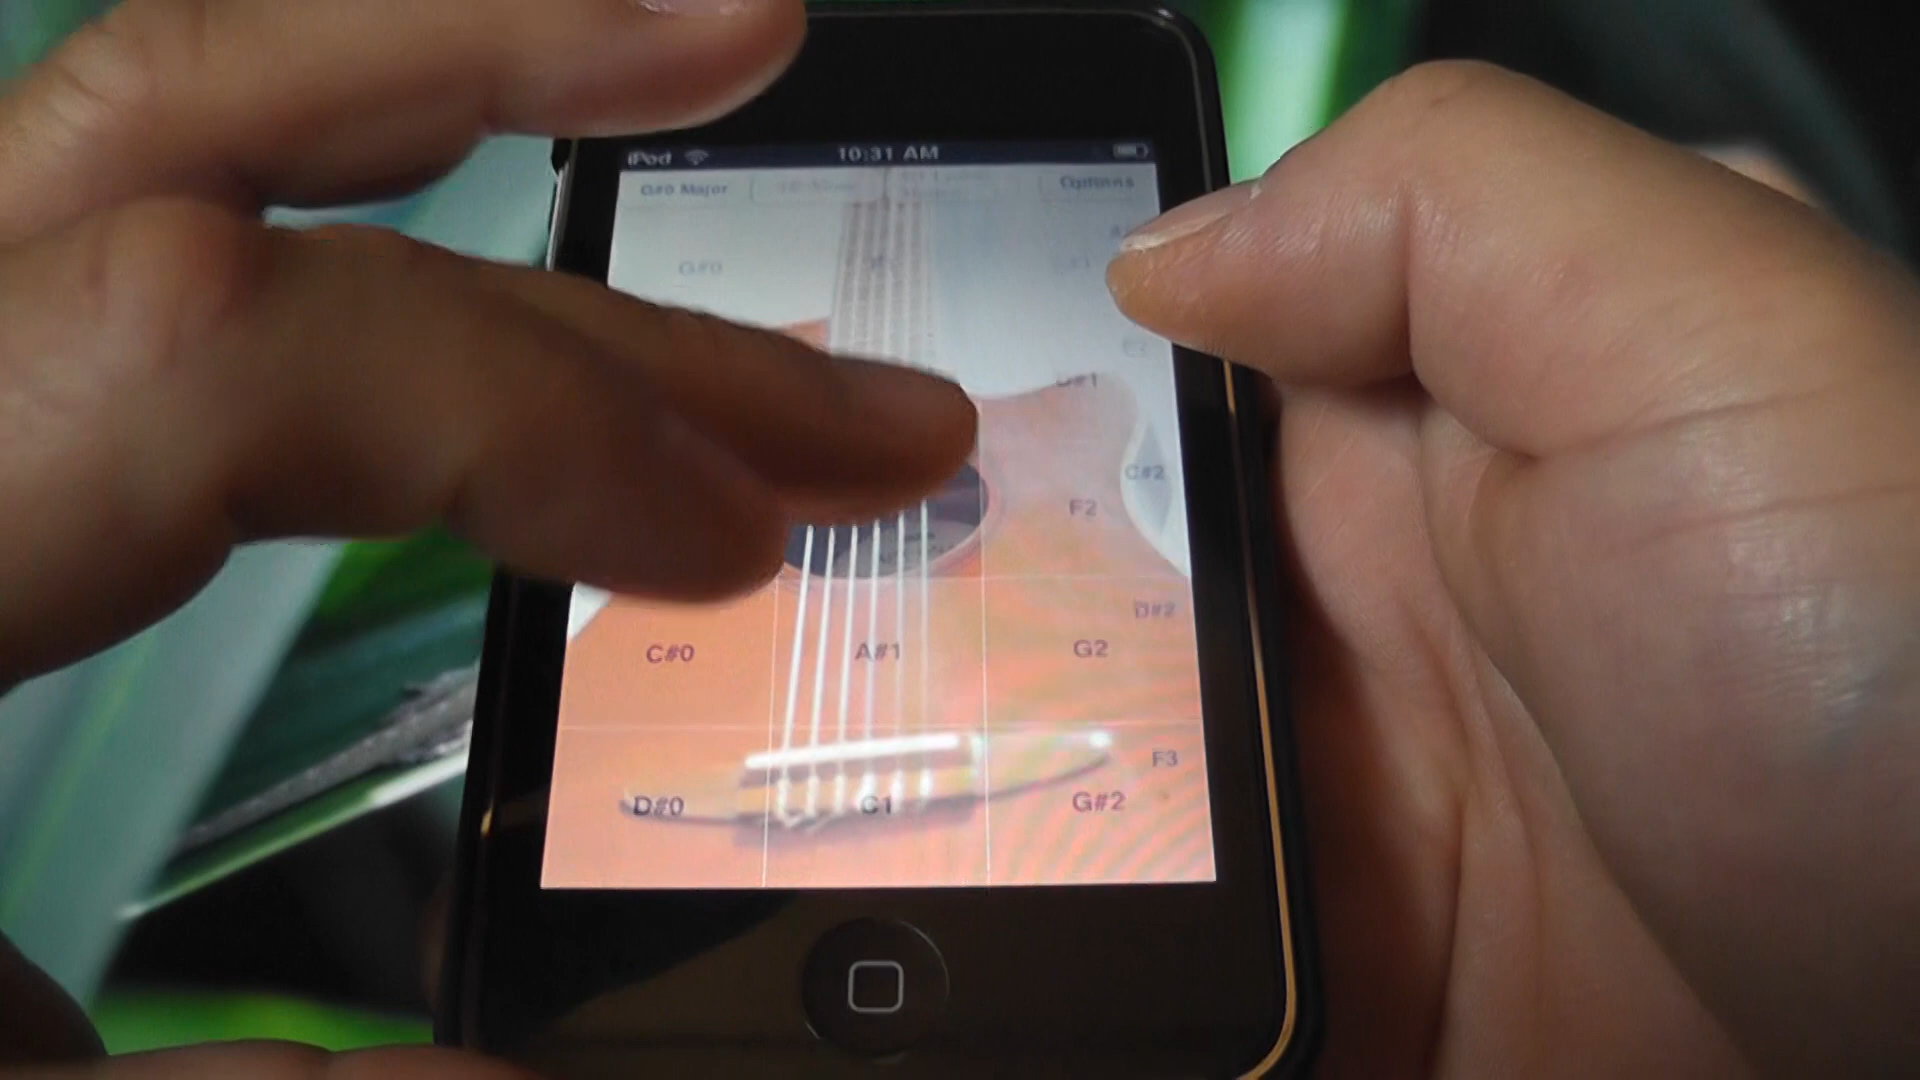 iPod 10:31 AM
G#0 Major Options
G#0
D#1
C#2
F2
D#2
C#0 A#1 G2
F3
D#0 C1 G#2